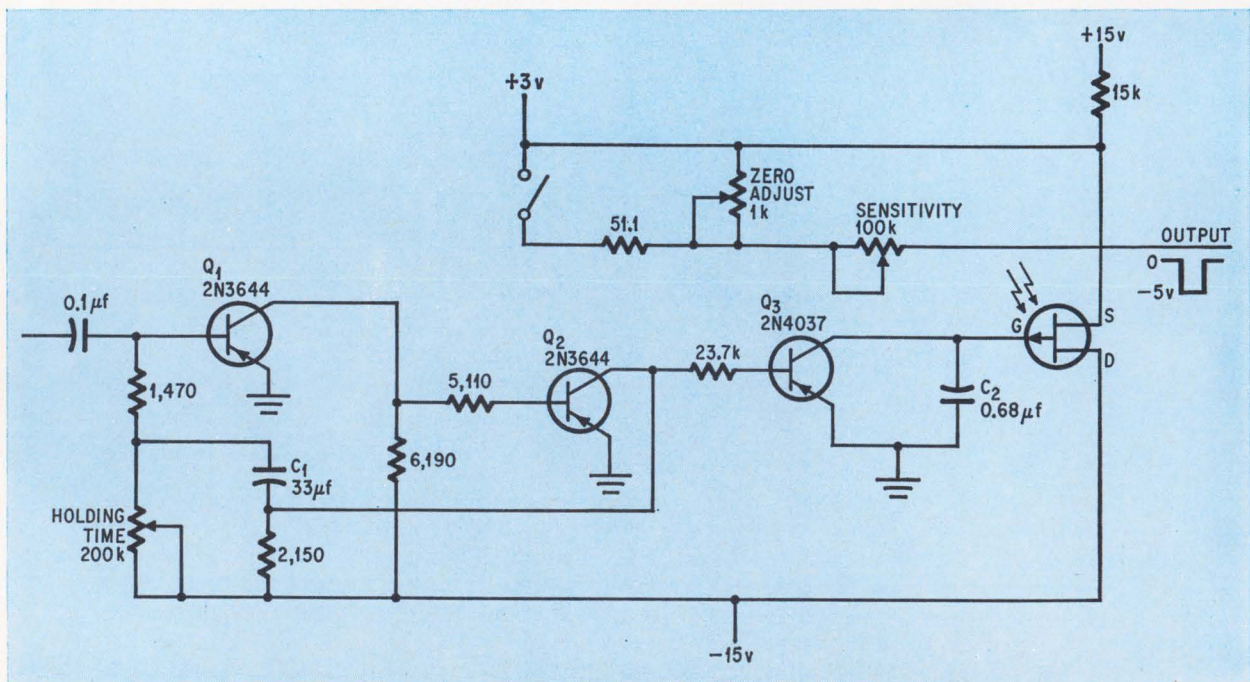 +15v
15k
+3v
ZERO
ADJUST
1k
SENSITIVITY
100k
51.1
OUTPUT
0
-5v
Q1
2N3644
0.1μf
Q2
2N3644
Q3
2N4037
G
S
D
1,470
5,110
23.7k
C2
0.68μf
6,190
C1
33μf
HOLDING
TIME
200k
2,150
-15v